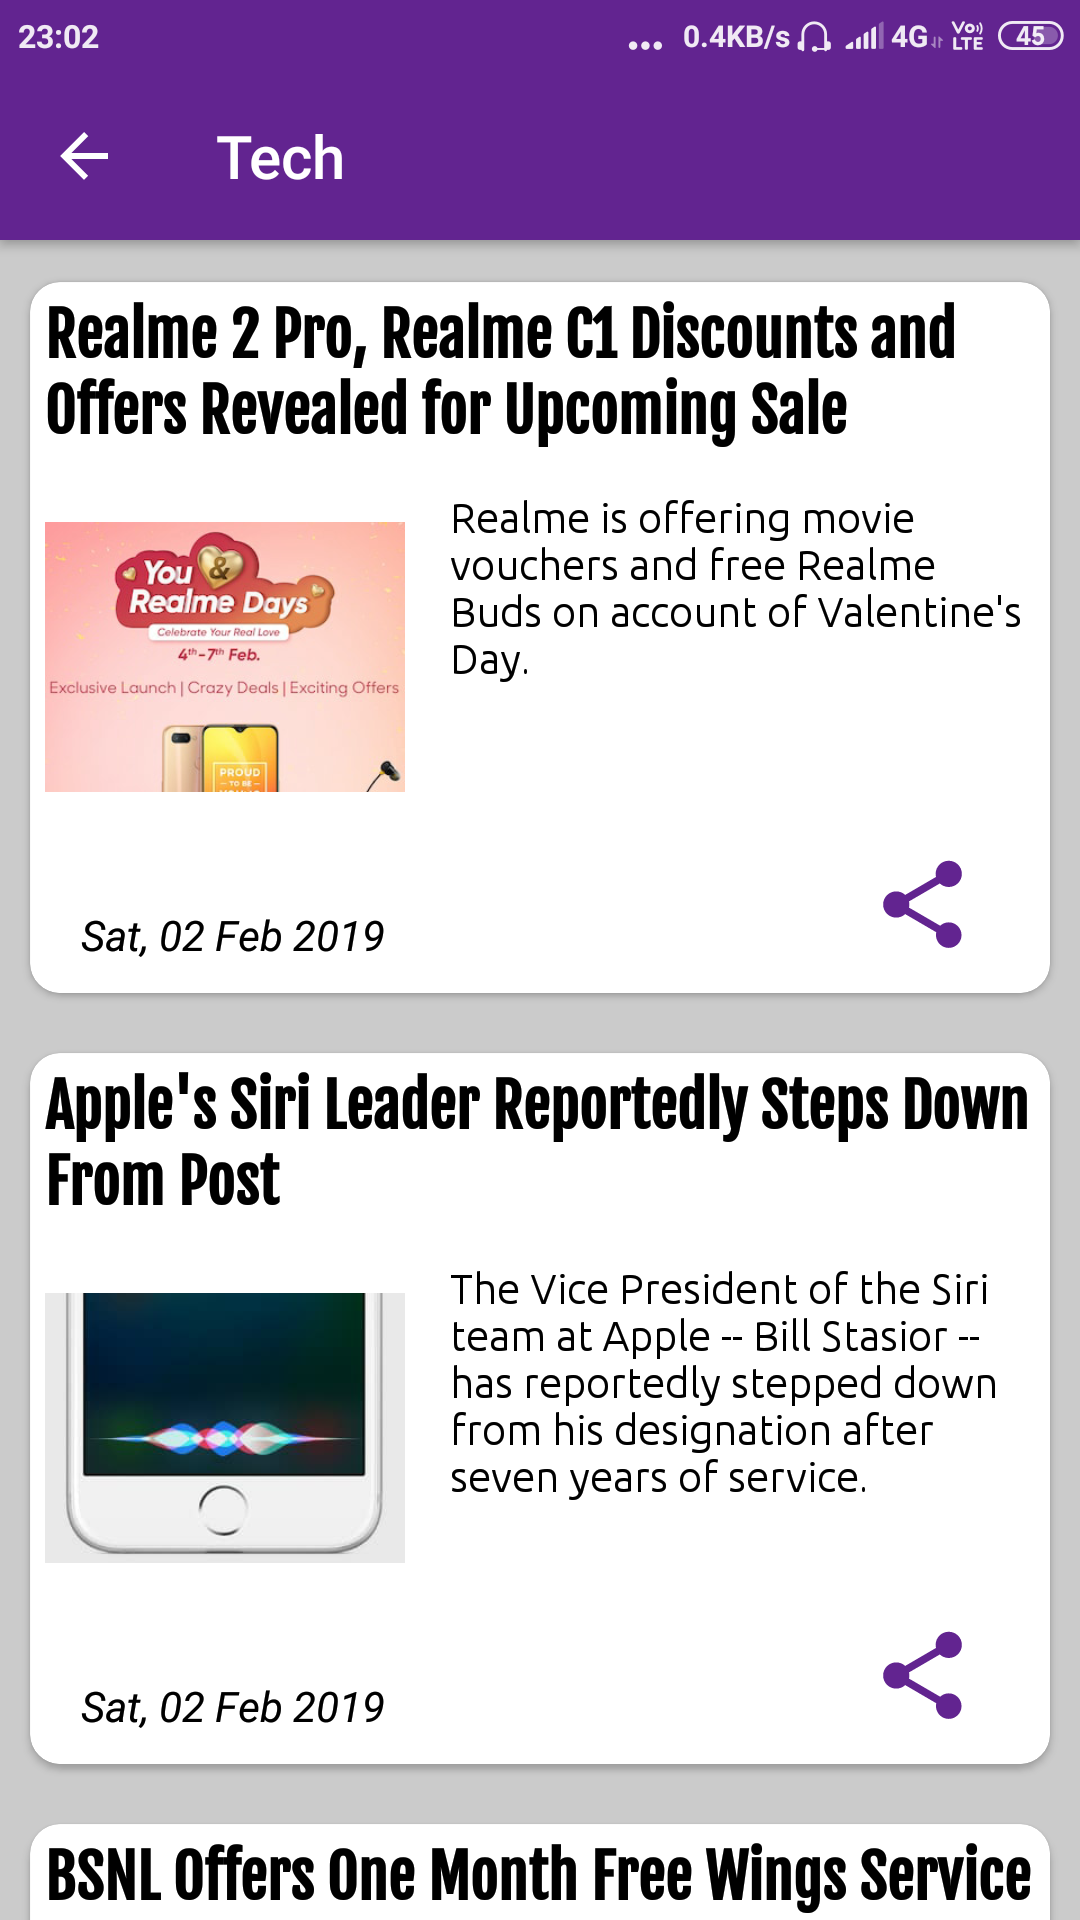 23:02 ... 0.4KB/s 4G Vo)) LTE 45
Tech
Realme 2 Pro, Realme C1 Discounts and
Offers Revealed for Upcoming Sale
You &
Realme Days
Celebrate Your Real Love
4th-7th Feb.
Exclusive Launch | Crazy Deals | Exciting Offers
PROUD
TO BE
Realme is offering movie
vouchers and free Realme
Buds on account of Valentine's
Day.
Sat, 02 Feb 2019
Apple's Siri Leader Reportedly Steps Down
From Post
The Vice President of the Siri
team at Apple -- Bill Stasior --
has reportedly stepped down
from his designation after
seven years of service.
Sat, 02 Feb 2019
BSNL Offers One Month Free Wings Service